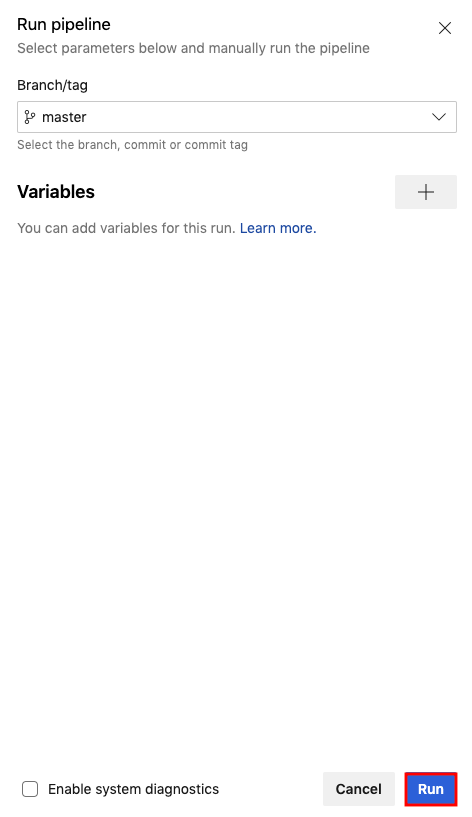 Run pipeline
Select parameters below and manually run the pipeline
Branch/tag
master
Select the branch, commit or commit tag
Variables
You can add variables for this run. Learn more.
Enable system diagnostics
Cancel
Run